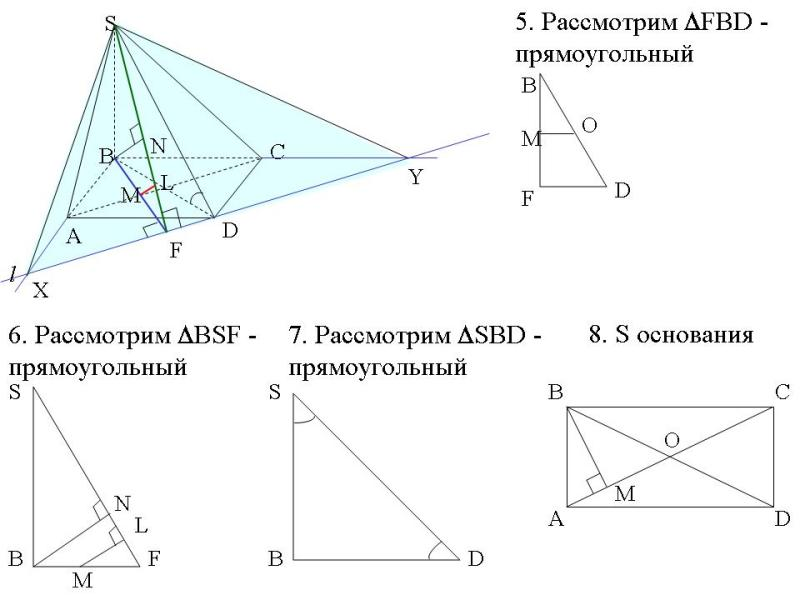 S
B
N
C
L
M
Y
A
D
F
l
X
5. Рассмотрим ΔFBD -
прямоугольный
B
M
O
F
D
6. Рассмотрим ΔBSF -
прямоугольный
S
N
L
B
F
M
7. Рассмотрим ΔSBD -
прямоугольный
S
B
D
8. S основания
B
C
O
M
A
D